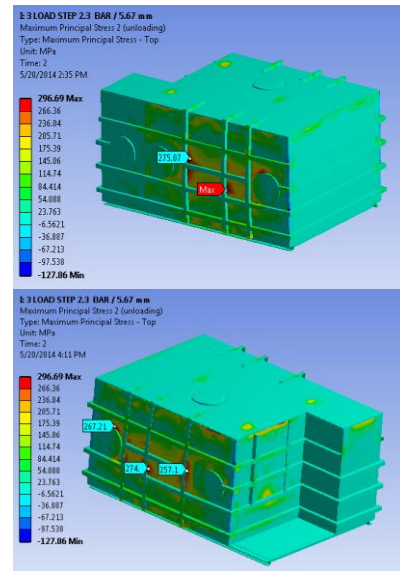 I: 3 LOAD STEP 2.3 BAR / 5.67 mm
Maximum Principal Stress 2 (unloading)
Type: Maximum Principal Stress - Top
Unit: MPa
Time: 2
5/20/2014 2:35 PM
296.69 Max
266.36
236.04
205.71
175.39
145.06
114.74
84.414
54.088
23.763
-6.5621
-36.887
-67.213
-97.538
-127.86 Min
275.07
Max
I: 3 LOAD STEP 2.3 BAR / 5.67 mm
Maximum Principal Stress 2 (unloading)
Type: Maximum Principal Stress - Top
Unit: MPa
Time: 2
5/20/2014 4:11 PM
296.69 Max
266.36
236.04
205.71
175.39
145.06
114.74
84.414
54.088
23.763
-6.5621
-36.887
-67.213
-97.538
-127.86 Min
267.21
274.
257.1